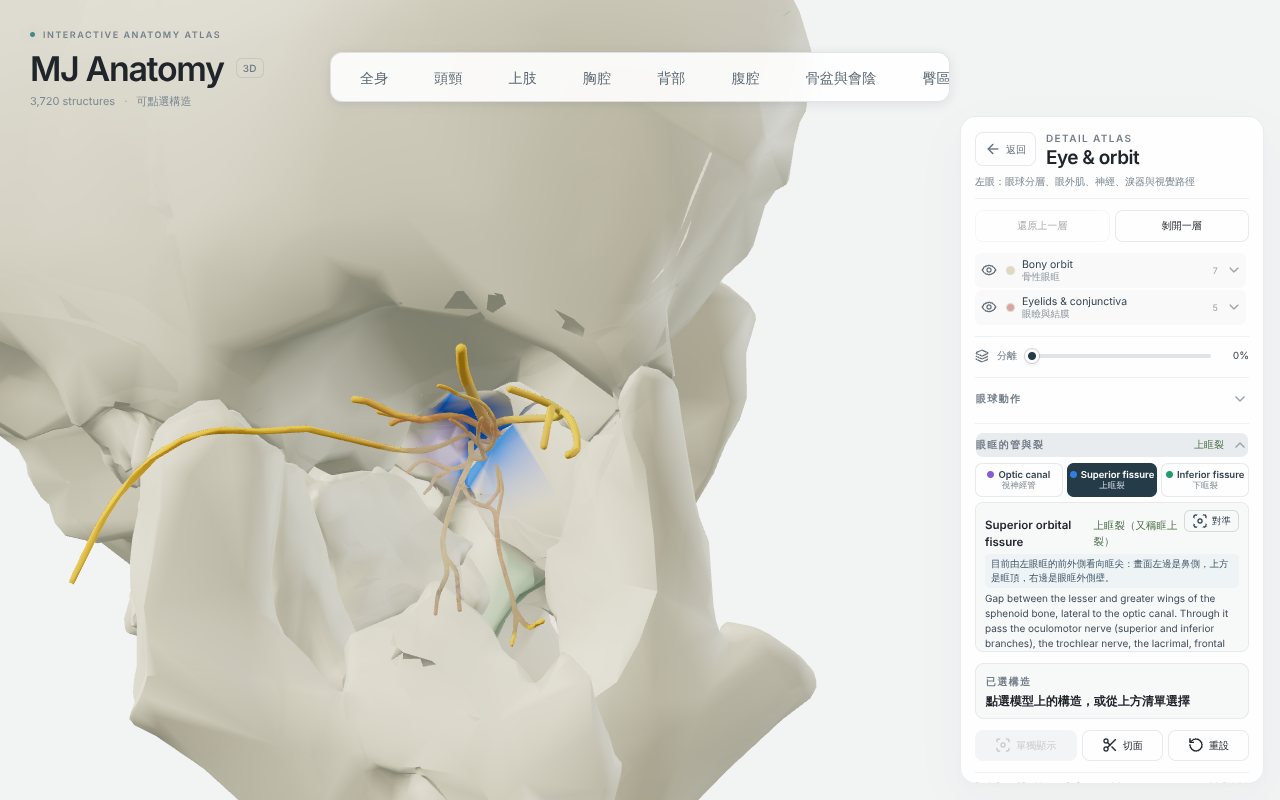 INTERACTIVE ANATOMY ATLAS
MJ Anatomy
3D
3,720 structures · 可點選構造
全身 頭頸 上肢 胸腔 背部 腹腔 骨盆與會陰 臀區
返回
DETAIL ATLAS
Eye & orbit
左眼：眼球分層、眼外肌、神經、淚器與視覺路徑
還原上一層
剝開一層
Bony orbit
骨性眼眶
7
Eyelids & conjunctiva
眼瞼與結膜
5
分離
0%
眼球動作
眼眶的管與裂
上眶裂
Optic canal
視神經管
Superior fissure
上眶裂
Inferior fissure
下眶裂
Superior orbital
fissure
上眶裂（又稱眶上
裂）
對準
目前由左眼眶的前外側看向眶尖：畫面左邊是鼻側，上方
是眶頂，右邊是眼眶外側壁。
Gap between the lesser and greater wings of the
sphenoid bone, lateral to the optic canal. Through it
pass the oculomotor nerve (superior and inferior
branches), the trochlear nerve, the lacrimal, frontal
已選構造
點選模型上的構造，或從上方清單選擇
單獨顯示
切面
重設